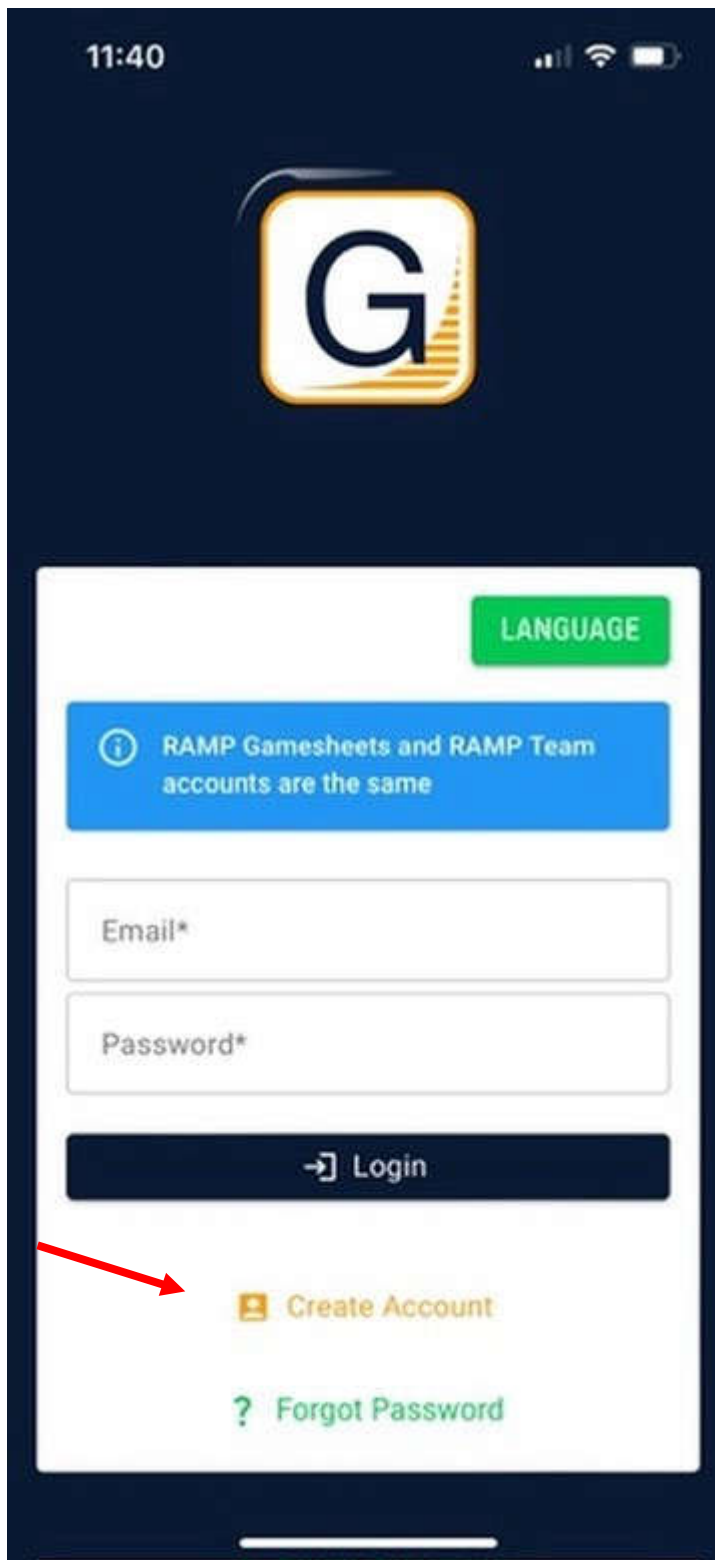 11:40
G
LANGUAGE
RAMP Gamesheets and RAMP Team
accounts are the same
Email*
Password*
Login
Create Account
? Forgot Password